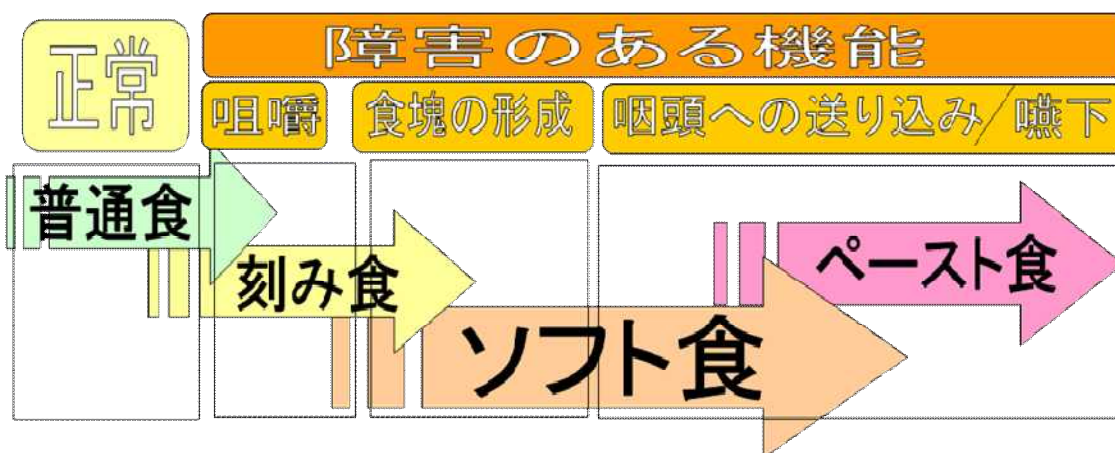 正常
障害のある機能
咀嚼
食塊の形成
咽頭への送り込み/嚥下
普通食
刻み食
ソフト食
ペースト食